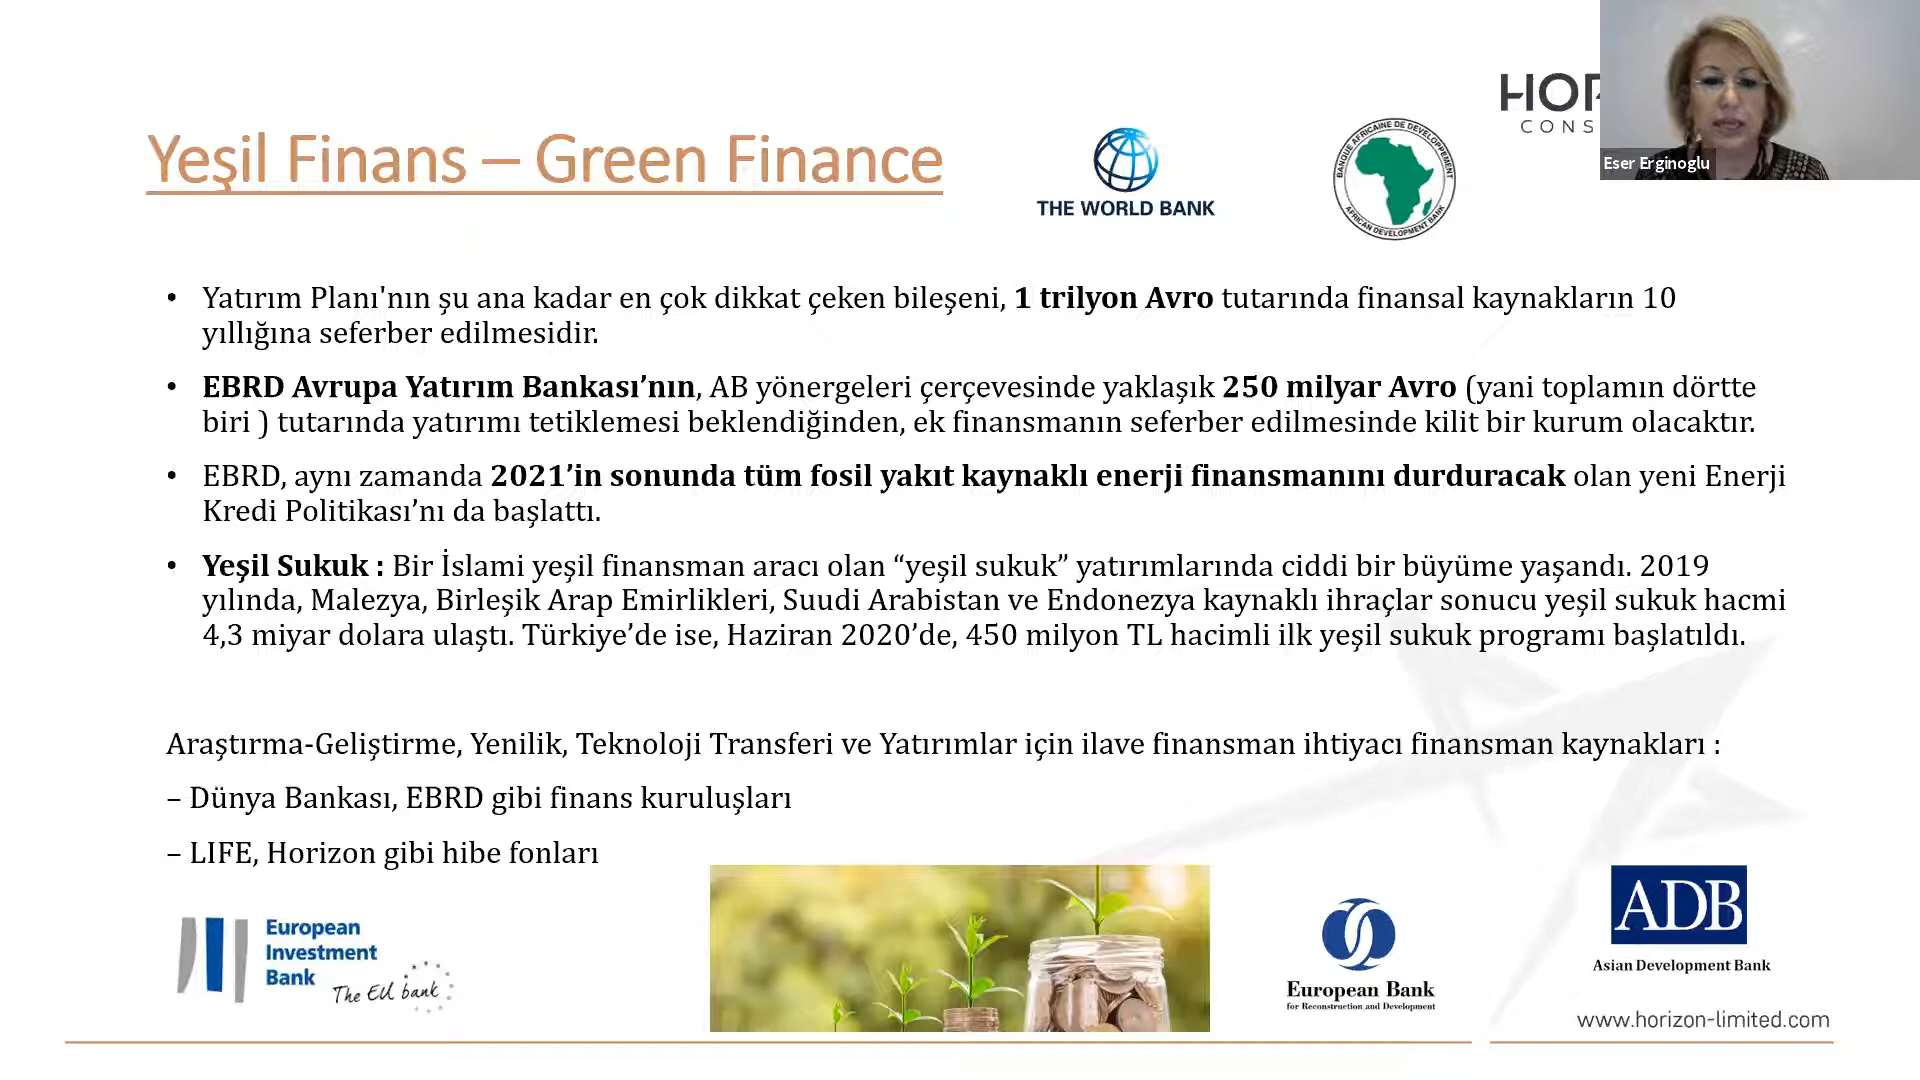 HOR
CONS
Eser Erginoglu
Yeşil Finans – Green Finance
THE WORLD BANK
BANQUE AFRICAINE DE DEVELOPPEMENT
AFRICAN DEVELOPMENT BANK
• Yatırım Planı'nın şu ana kadar en çok dikkat çeken bileşeni, 1 trilyon Avro tutarında finansal kaynakların 10
yıllığına seferber edilmesidir.
• EBRD Avrupa Yatırım Bankası’nın, AB yönergeleri çerçevesinde yaklaşık 250 milyar Avro (yani toplamın dörtte
biri ) tutarında yatırımı tetiklemesi beklendiğinden, ek finansmanın seferber edilmesinde kilit bir kurum olacaktır.
• EBRD, aynı zamanda 2021’in sonunda tüm fosil yakıt kaynaklı enerji finansmanını durduracak olan yeni Enerji
Kredi Politikası’nı da başlattı.
• Yeşil Sukuk : Bir İslami yeşil finansman aracı olan “yeşil sukuk” yatırımlarında ciddi bir büyüme yaşandı. 2019
yılında, Malezya, Birleşik Arap Emirlikleri, Suudi Arabistan ve Endonezya kaynaklı ihraçlar sonucu yeşil sukuk hacmi
4,3 miyar dolara ulaştı. Türkiye’de ise, Haziran 2020’de, 450 milyon TL hacimli ilk yeşil sukuk programı başlatıldı.
Araştırma-Geliştirme, Yenilik, Teknoloji Transferi ve Yatırımlar için ilave finansman ihtiyacı finansman kaynakları :
– Dünya Bankası, EBRD gibi finans kuruluşları
– LIFE, Horizon gibi hibe fonları
European
Investment
Bank
The EU bank
European Bank
for Reconstruction and Development
ADB
Asian Development Bank
www.horizon-limited.com